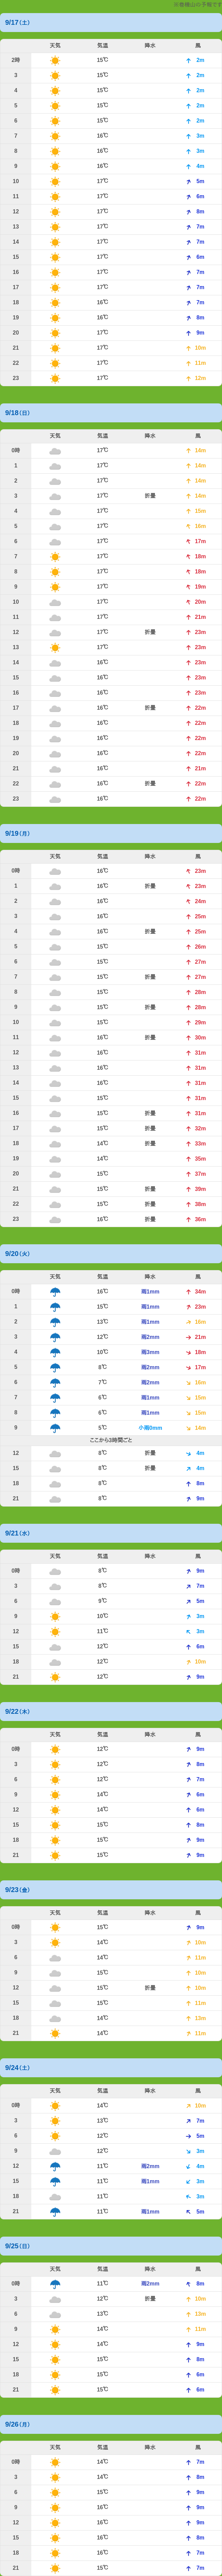 天標幟山の予報です
9/17(土)
天気 気温 降水 風
2時 15℃ 2m
3 15℃ 2m
4 15℃ 2m
5 15℃ 2m
6 15℃ 2m
7 16℃ 3m
8 16℃ 3m
9 16℃ 4m
10 17℃ 5m
11 17℃ 6m
12 17℃ 8m
13 17℃ 7m
14 17℃ 7m
15 17℃ 6m
16 17℃ 7m
17 17℃ 7m
18 16℃ 7m
19 16℃ 8m
20 17℃ 9m
21 17℃ 10m
22 17℃ 11m
23 17℃ 12m
9/18(日)
天気 気温 降水 風
0時 17℃ 14m
1 17℃ 14m
2 17℃ 14m
3 17℃ 折曇 14m
4 17℃ 15m
5 17℃ 16m
6 17℃ 17m
7 17℃ 18m
8 17℃ 18m
9 17℃ 19m
10 17℃ 20m
11 17℃ 21m
12 17℃ 折曇 23m
13 17℃ 23m
14 16℃ 23m
15 16℃ 23m
16 16℃ 23m
17 16℃ 折曇 22m
18 16℃ 22m
19 16℃ 22m
20 16℃ 22m
21 16℃ 21m
22 16℃ 折曇 22m
23 16℃ 22m
9/19(月)
天気 気温 降水 風
0時 16℃ 23m
1 16℃ 折曇 23m
2 16℃ 24m
3 16℃ 25m
4 16℃ 折曇 25m
5 15℃ 26m
6 15℃ 27m
7 15℃ 折曇 27m
8 15℃ 28m
9 15℃ 折曇 28m
10 15℃ 29m
11 16℃ 折曇 30m
12 16℃ 31m
13 16℃ 31m
14 16℃ 31m
15 15℃ 31m
16 15℃ 折曇 31m
17 15℃ 折曇 32m
18 14℃ 折曇 33m
19 14℃ 35m
20 15℃ 37m
21 15℃ 折曇 39m
22 15℃ 折曇 38m
23 16℃ 折曇 36m
9/20(火)
天気 気温 降水 風
0時 16℃ 雨1mm 34m
1 15℃ 雨1mm 23m
2 13℃ 雨1mm 16m
3 12℃ 雨2mm 21m
4 10℃ 雨3mm 18m
5 8℃ 雨2mm 17m
6 7℃ 雨2mm 16m
7 6℃ 雨1mm 15m
8 6℃ 雨1mm 15m
9 5℃ 小雨0mm 14m
ここから3時間ごと
12 8℃ 折曇 4m
15 8℃ 折曇 4m
18 8℃ 8m
21 8℃ 9m
9/21(水)
天気 気温 降水 風
0時 8℃ 9m
3 8℃ 7m
6 9℃ 5m
9 10℃ 3m
12 11℃ 3m
15 12℃ 6m
18 12℃ 10m
21 12℃ 9m
9/22(木)
天気 気温 降水 風
0時 12℃ 9m
3 12℃ 8m
6 12℃ 7m
9 14℃ 6m
12 14℃ 6m
15 15℃ 8m
18 15℃ 9m
21 15℃ 9m
9/23(金)
天気 気温 降水 風
0時 15℃ 9m
3 14℃ 10m
6 14℃ 11m
9 15℃ 10m
12 15℃ 折曇 10m
15 15℃ 11m
18 14℃ 13m
21 14℃ 11m
9/24(土)
天気 気温 降水 風
0時 14℃ 10m
3 13℃ 7m
6 12℃ 5m
9 12℃ 3m
12 11℃ 雨2mm 4m
15 11℃ 雨1mm 3m
18 11℃ 3m
21 11℃ 雨1mm 5m
9/25(日)
天気 気温 降水 風
0時 11℃ 雨2mm 8m
3 12℃ 折曇 10m
6 13℃ 13m
9 14℃ 11m
12 14℃ 9m
15 15℃ 8m
18 15℃ 6m
21 15℃ 6m
9/26(月)
天気 気温 降水 風
0時 14℃ 7m
3 14℃ 8m
6 15℃ 9m
9 16℃ 9m
12 16℃ 9m
15 16℃ 8m
18 16℃ 7m
21 15℃ 7m